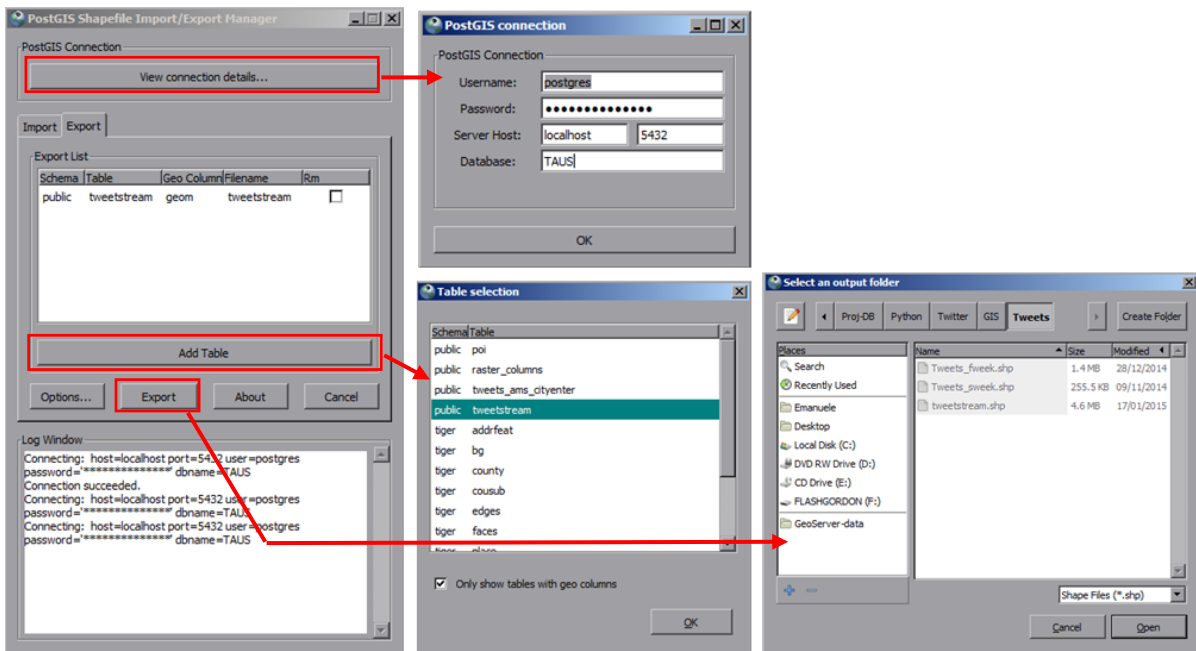 PostGIS Shapefile Import/Export Manager
PostGIS Connection
View connection details...
Import Export
Export List
Schema Table Geo Column Filename Rm
public tweetstream geom tweetstream
Add Table
Options... Export About Cancel
Log Window
Connecting: host=localhost port=5432 user=postgres
password='**************' dbname=TAUS
Connection succeeded.
Connecting: host=localhost port=5432 user=postgres
password='**************' dbname=TAUS
Connecting: host=localhost port=5432 user=postgres
password='**************' dbname=TAUS
PostGIS connection
PostGIS Connection
Username: postgres
Password: ••••••••••••••
Server Host: localhost 5432
Database: TAUS
OK
Table selection
Schema Table
public poi
public raster_columns
public tweets_ams_cityenter
public tweetstream
tiger addrfeat
tiger bg
tiger county
tiger cousub
tiger edges
tiger faces
tiger place
Only show tables with geo columns
OK
Select an output folder
Proj-DB Python Twitter GIS Tweets Create Folder
Places
Search
Recently Used
Emanuele
Desktop
Local Disk (C:)
DVD RW Drive (D:)
CD Drive (E:)
FLASHGORDON (F:)
GeoServer-data
Name Size Modified
Tweets_fweek.shp 1.4 MB 28/12/2014
Tweets_sweek.shp 255.5 KB 09/11/2014
tweetstream.shp 4.6 MB 17/01/2015
Shape Files (*.shp)
Cancel Open